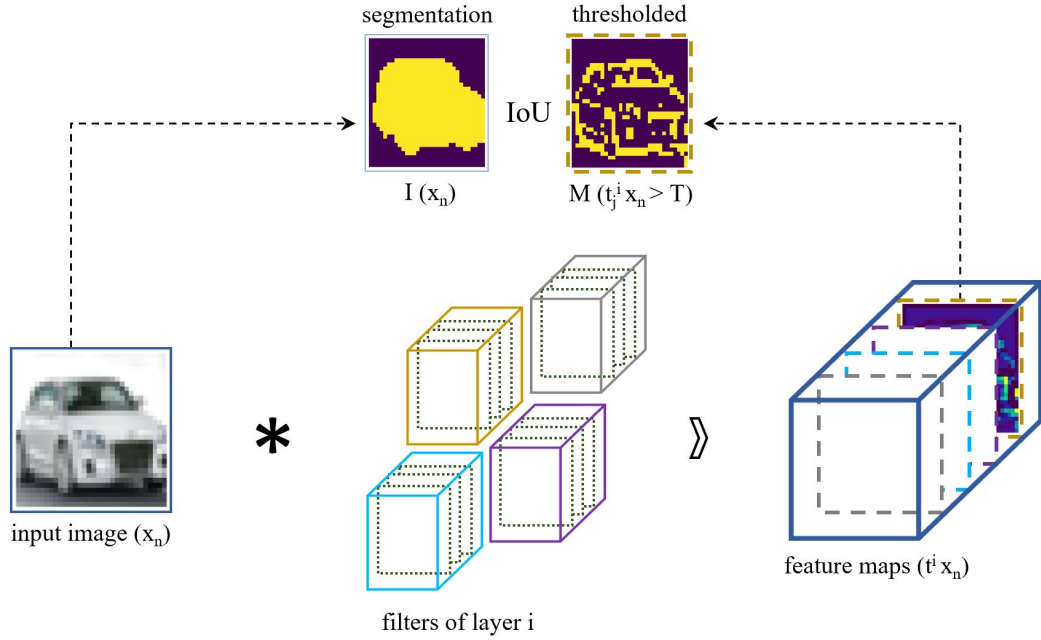 segmentation
thresholded
IoU
I (xₙ)
M (tⱼⁱ xₙ > T)
*
⟫
input image (xₙ)
feature maps (tⁱ xₙ)
filters of layer i